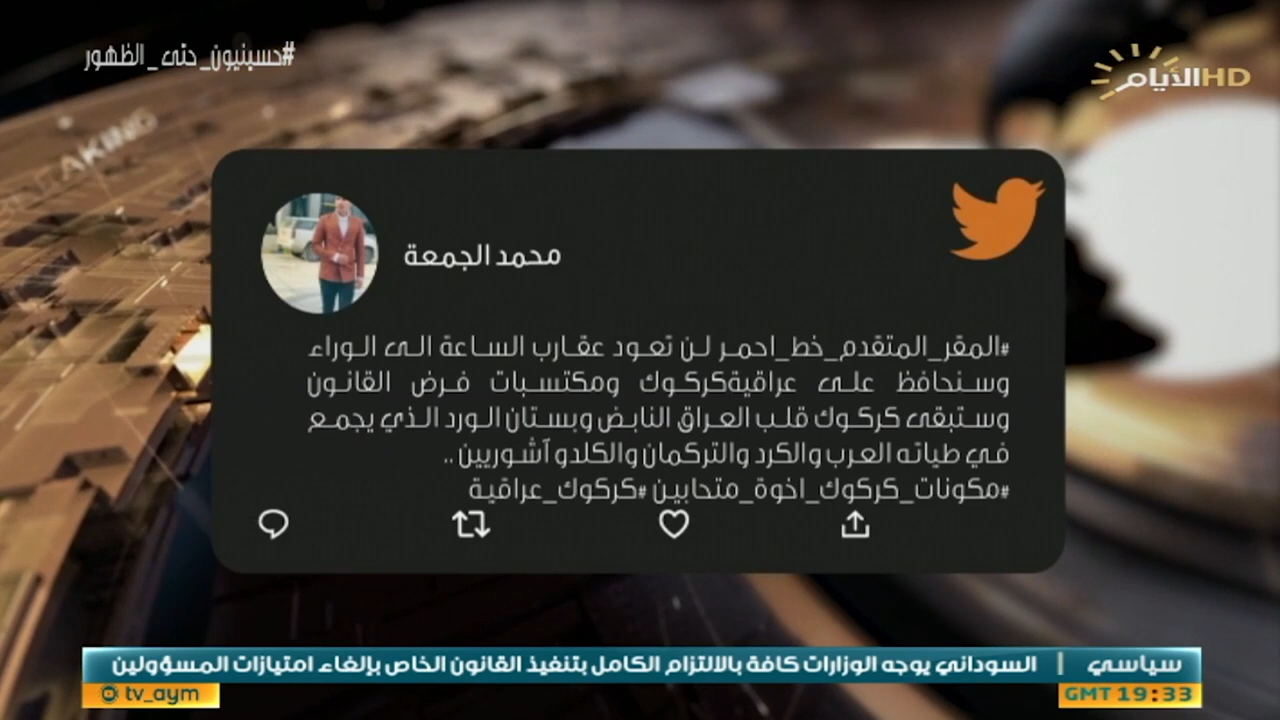 #حسينيون_حتى_الظهور
الأيام HD
AKING
محمد الجمعة
#المقر_المتقدم_خط_احمر لن تعود عقارب الساعة الى الوراء
وسنحافظ على عراقيةكركوك ومكتسبات فرض القانون
وستبقى كركوك قلب العراق النابض وبستان الورد الذي يجمع
في طياته العرب والكرد والتركمان والكلدو آشوريين ..
#مكونات_كركوك_اخوة_متحابين #كركوك_عراقية
سياسي | السوداني يوجه الوزارات كافة بالالتزام الكامل بتنفيذ القانون الخاص بإلغاء امتيازات المسؤولين
GMT 19:33
tv_aym